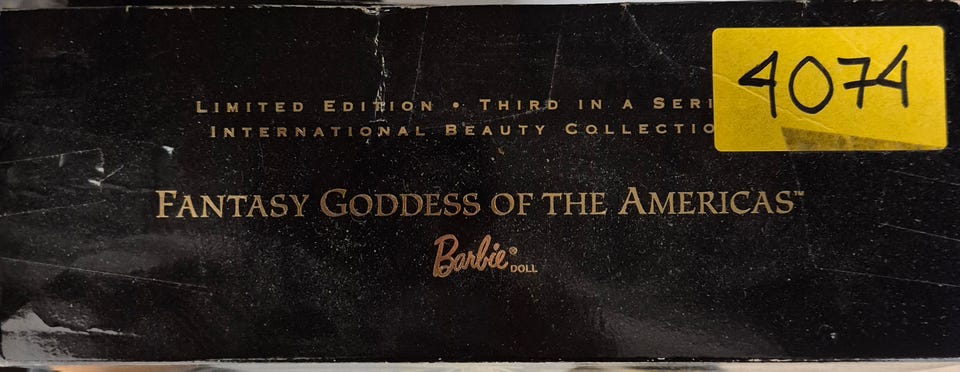 LIMITED EDITION • THIRD IN A SERI
4074
INTERNATIONAL BEAUTY COLLECTIO
FANTASY GODDESS OF THE AMERICAS™
Barbie® DOLL